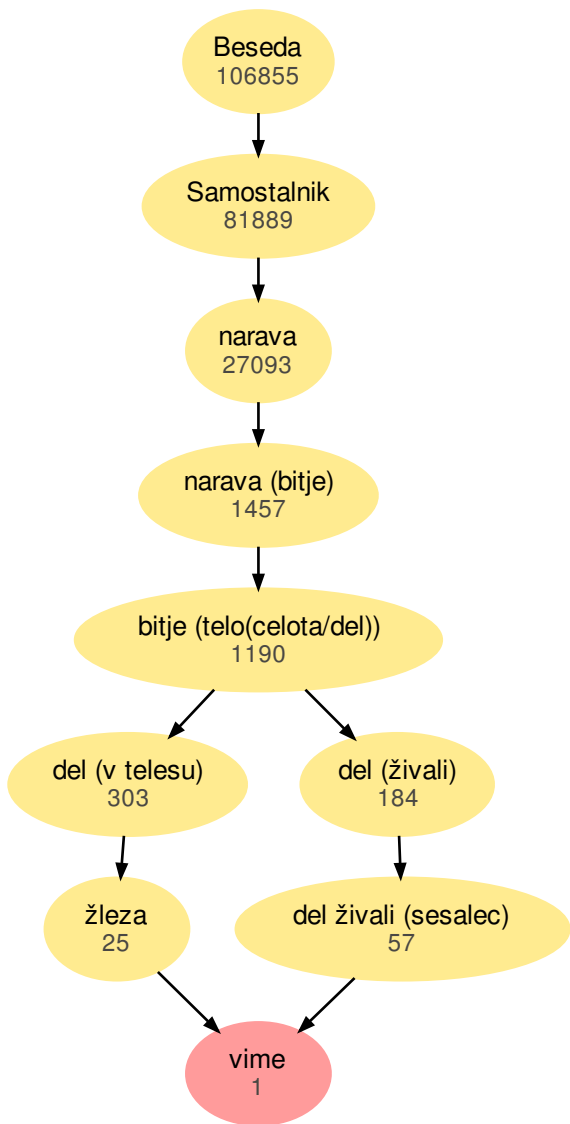 Beseda
106855
Samostalnik
81889
narava
27093
narava (bitje)
1457
bitje (telo(celota/del))
1190
del (v telesu)
303
del (živali)
184
žleza
25
del živali (sesalec)
57
vime
1